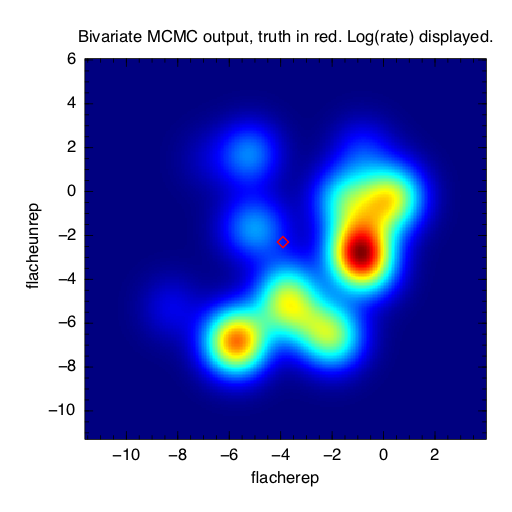 Bivariate MCMC output, truth in red. Log(rate) displayed.
6
4
2
0
−2
−4
−6
−8
−10
flacheunrep
−10 −8 −6 −4 −2 0 2
flacherep